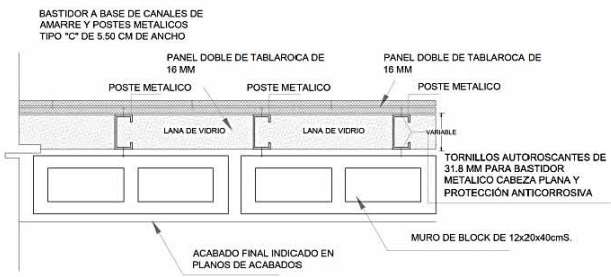 BASTIDOR A BASE DE CANALES DE
AMARRE Y POSTES METALICOS
TIPO "C" DE 5.50 CM DE ANCHO
PANEL DOBLE DE TABLAROCA DE
16 MM
PANEL DOBLE DE TABLAROCA DE
16 MM
POSTE METALICO
POSTE METALICO
POSTE METALICO
LANA DE VIDRIO
LANA DE VIDRIO
VARIABLE
TORNILLOS AUTOROSCANTES DE
31.8 MM PARA BASTIDOR
METALICO CABEZA PLANA Y
PROTECCIÓN ANTICORROSIVA
MURO DE BLOCK DE 12x20x40cmS.
ACABADO FINAL INDICADO EN
PLANOS DE ACABADOS